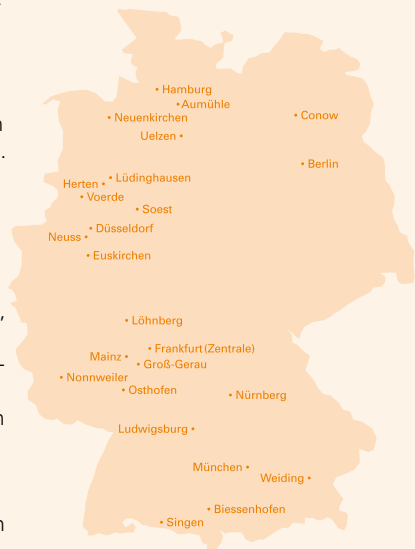 Hamburg
Aumühle
Neuenkirchen
Conow
Uelzen
Berlin
Lüdinghausen
Herten
Voerde
Soest
Düsseldorf
Neuss
Euskirchen
Löhnberg
Frankfurt (Zentrale)
Mainz
Groß-Gerau
Nonnweiler
Osthofen
Nürnberg
Ludwigsburg
München
Weiding
Biessenhofen
Singen